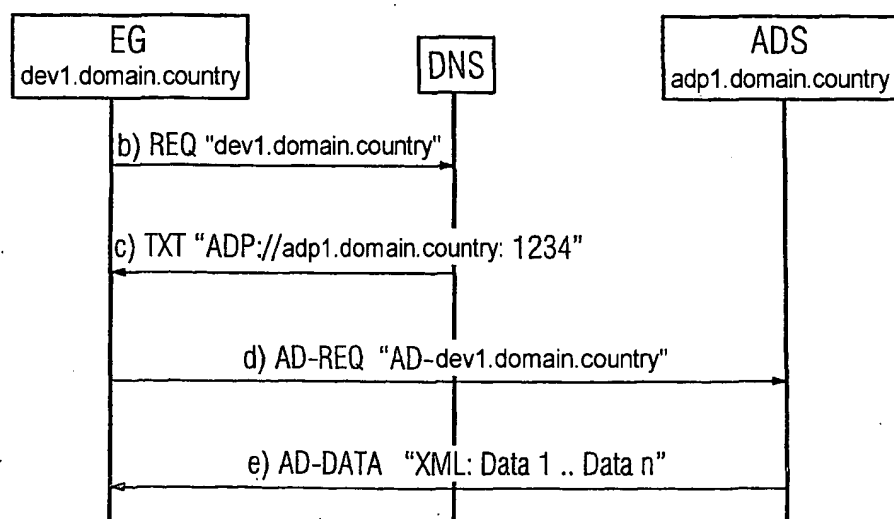 EG
dev1.domain.country
DNS
ADS
adp1.domain.country
b) REQ "dev1.domain.country"
c) TXT “ADP://adp1.domain.country: 1234”
d) AD-REQ “AD-dev1.domain.country”
e) AD-DATA “XML: Data 1 .. Data n”